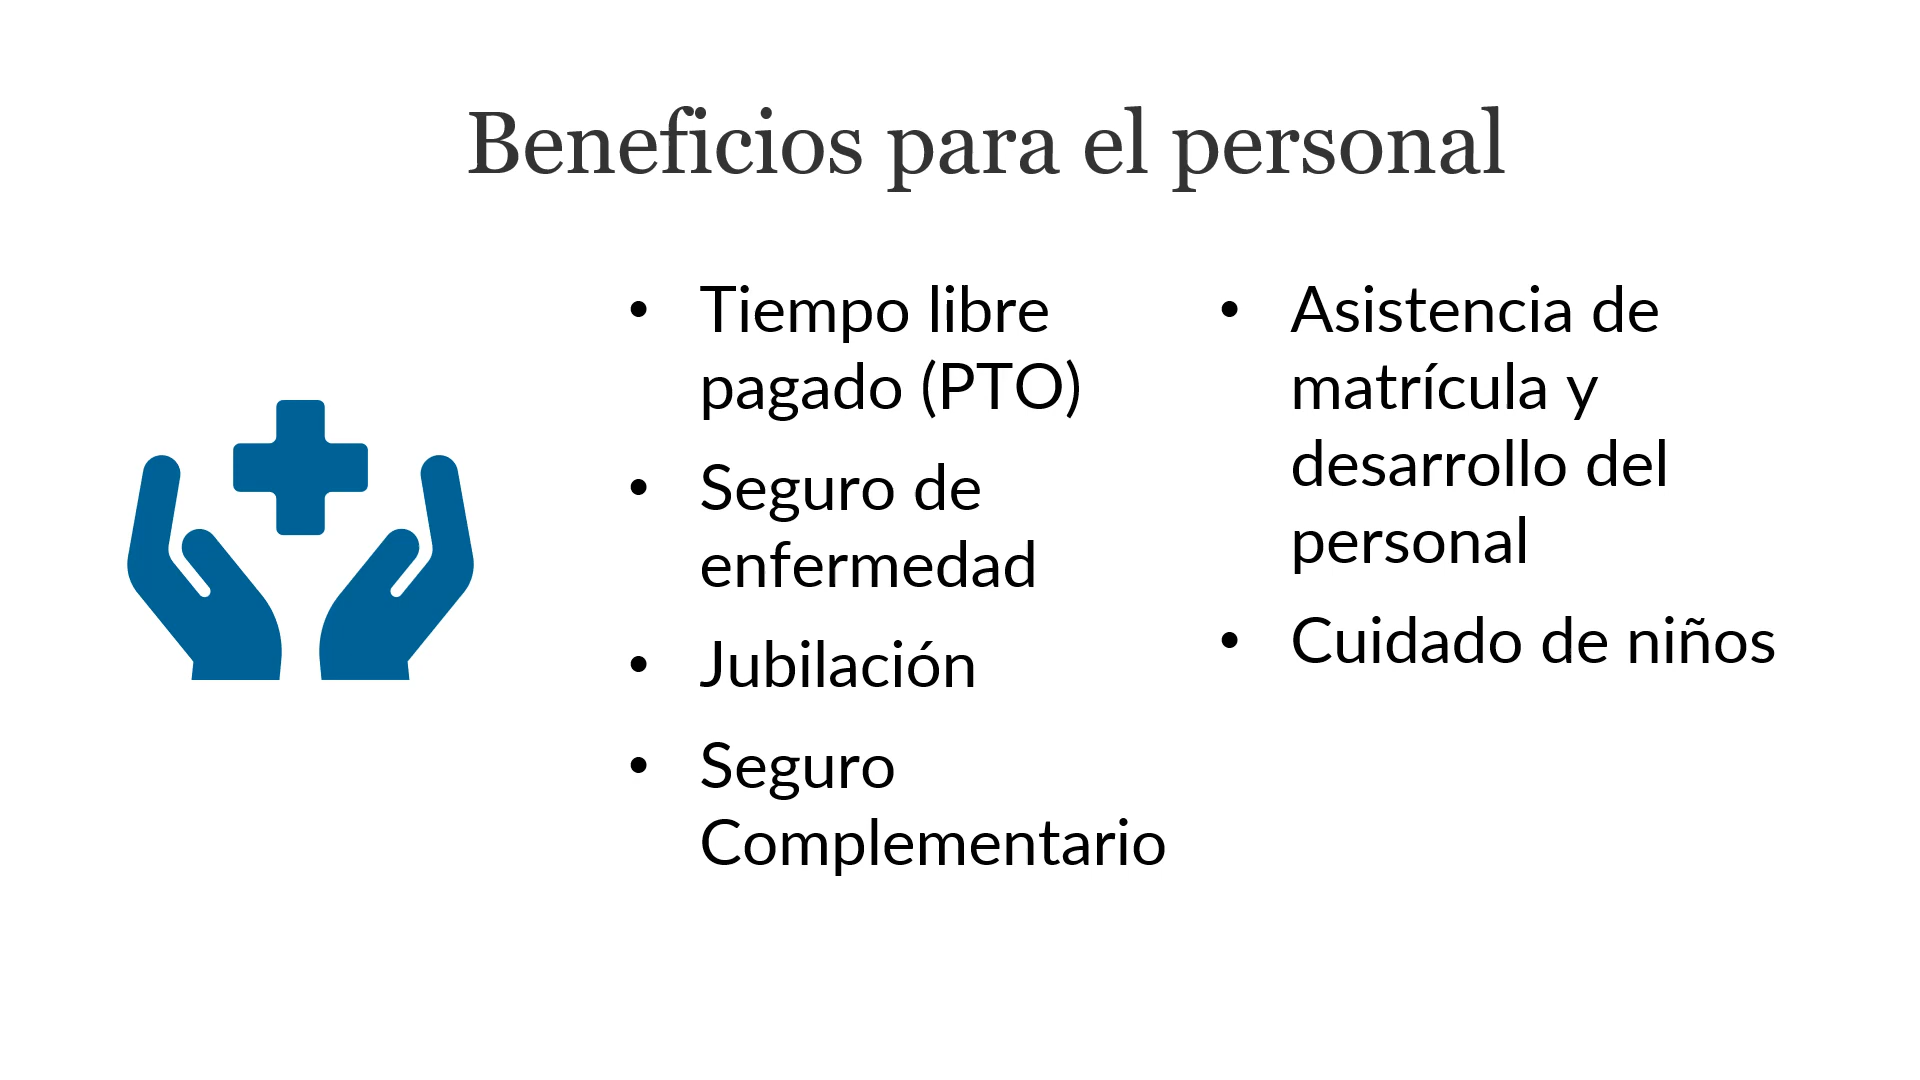 Beneficios para el personal
• Tiempo libre
pagado (PTO)
• Seguro de
enfermedad
• Jubilación
• Seguro
Complementario
• Asistencia de
matrícula y
desarrollo del
personal
• Cuidado de niños